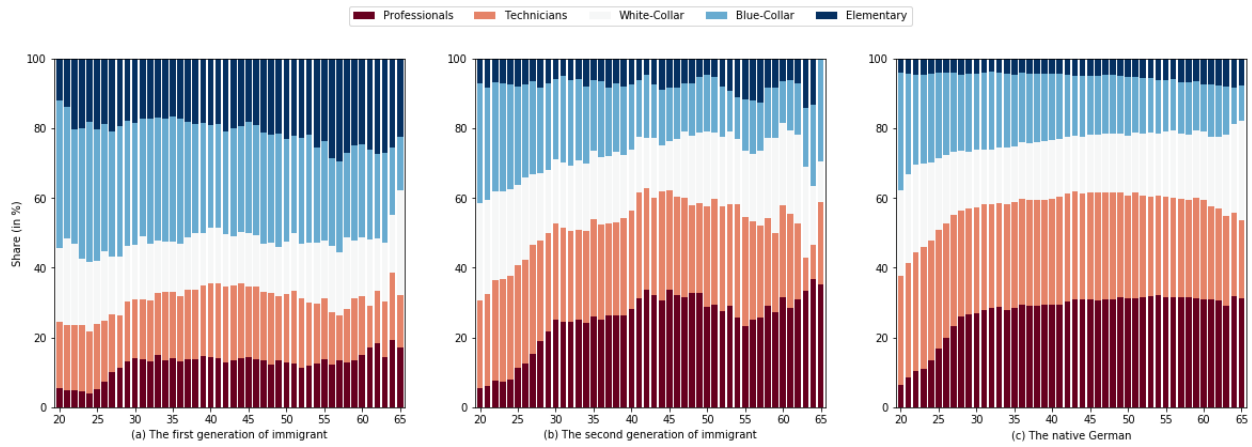 Professionals Technicians White-Collar Blue-Collar Elementary
Share (in %)
100
80
60
40
20
0
20 25 30 35 40 45 50 55 60 65
(a) The first generation of immigrant
100
80
60
40
20
0
20 25 30 35 40 45 50 55 60 65
(b) The second generation of immigrant
100
80
60
40
20
0
20 25 30 35 40 45 50 55 60 65
(c) The native German